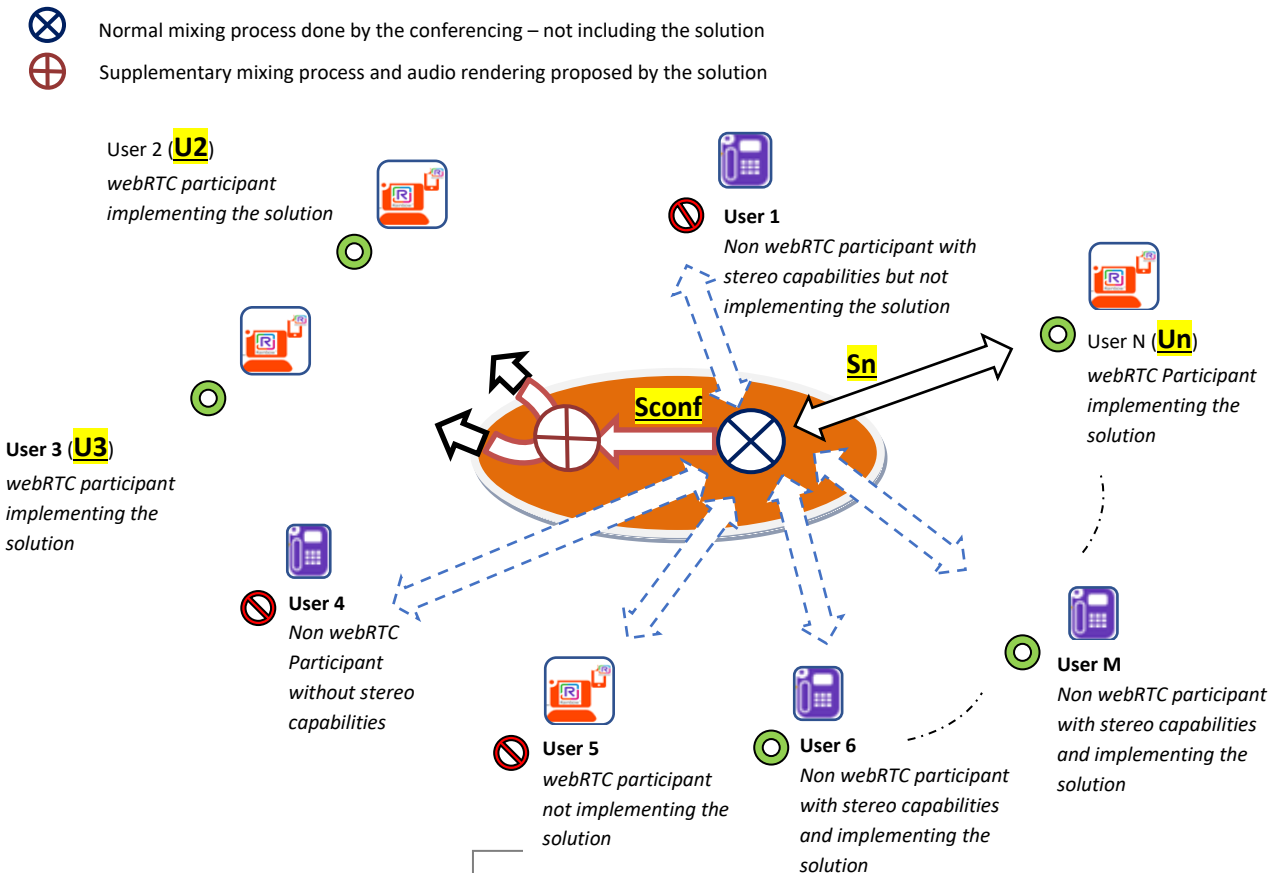 Normal mixing process done by the conferencing – not including the solution
Supplementary mixing process and audio rendering proposed by the solution
User 2 (U2)
webRTC participant
implementing the solution
User 1
Non webRTC participant with
stereo capabilities but not
implementing the solution
User N (Un)
webRTC Participant
implementing the
solution
Sn
Sconf
User 3 (U3)
webRTC participant
implementing the
solution
User 4
Non webRTC
Participant
without stereo
capabilities
User 5
webRTC participant
not implementing the
solution
User 6
Non webRTC participant
with stereo capabilities
and implementing the
solution
User M
Non webRTC participant
with stereo capabilities
and implementing the
solution